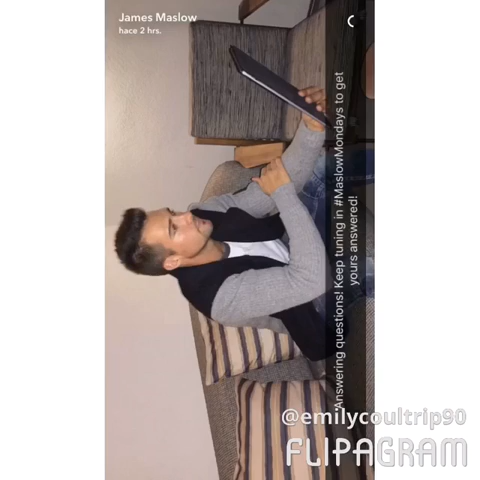 James Maslow
hace 2 hrs.
Answering questions! Keep tuning in #MaslowMondays to get
yours answered!
@emilycoultrip90
FLIPAGRAM